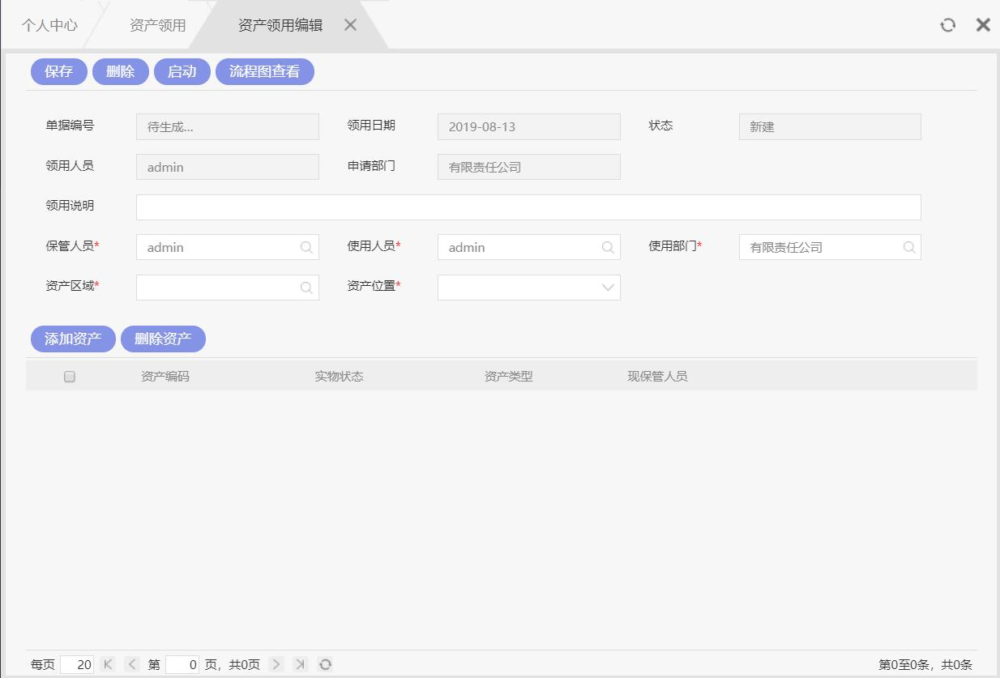 个人中心 资产领用 资产领用编辑
保存 删除 启动 流程图查看
单据编号 待生成... 领用日期 2019-08-13 状态 新建
领用人员 admin 申请部门 有限责任公司
领用说明
保管人员* admin 使用人员* admin 使用部门* 有限责任公司
资产区域* 资产位置*
添加资产 删除资产
资产编码 实物状态 资产类型 现保管人员
每页 20 第 0 页，共0页 第0至0条，共0条